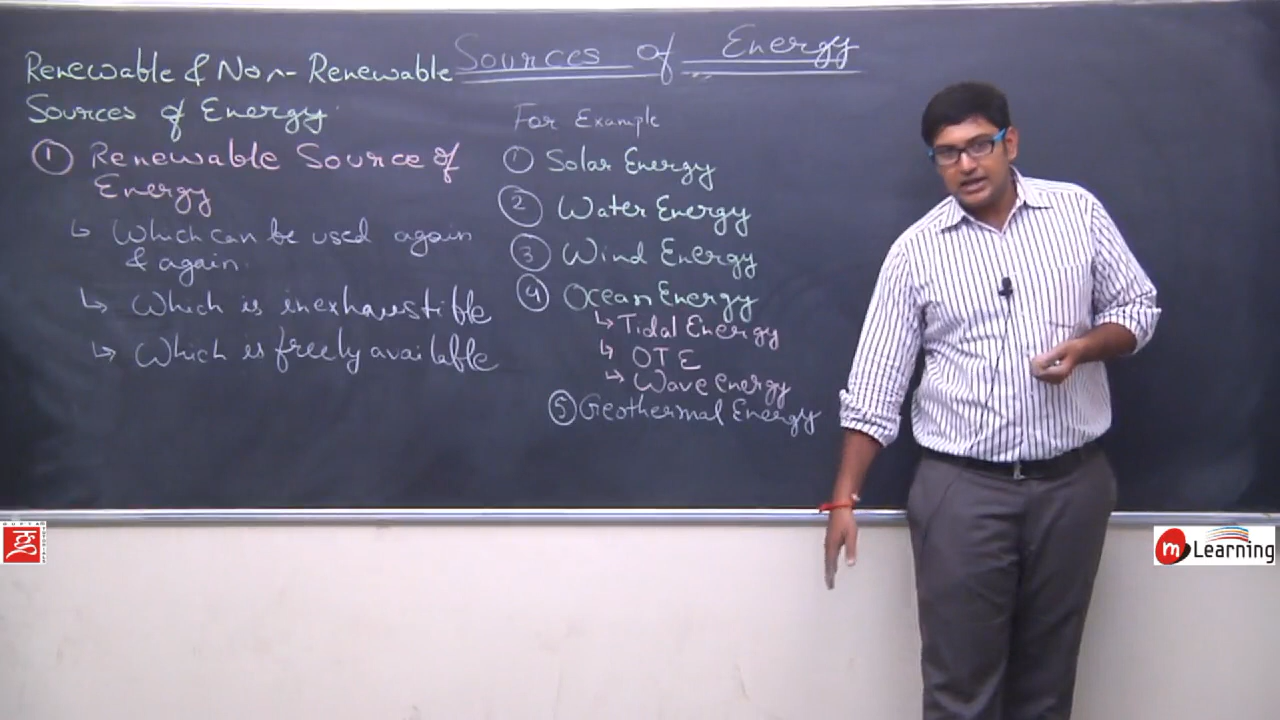 Sources of Energy
Renewable & Non-Renewable
Sources of Energy.
① Renewable Source of
Energy
↳ Which can be used again
& again.
↳ Which is inexhaustible
↳ Which is freely available
For Example
① Solar Energy
② Water Energy
③ Wind Energy
④ Ocean Energy
↳ Tidal Energy
↳ OTE
↳ Wave energy
⑤ Geothermal Energy
m Learning